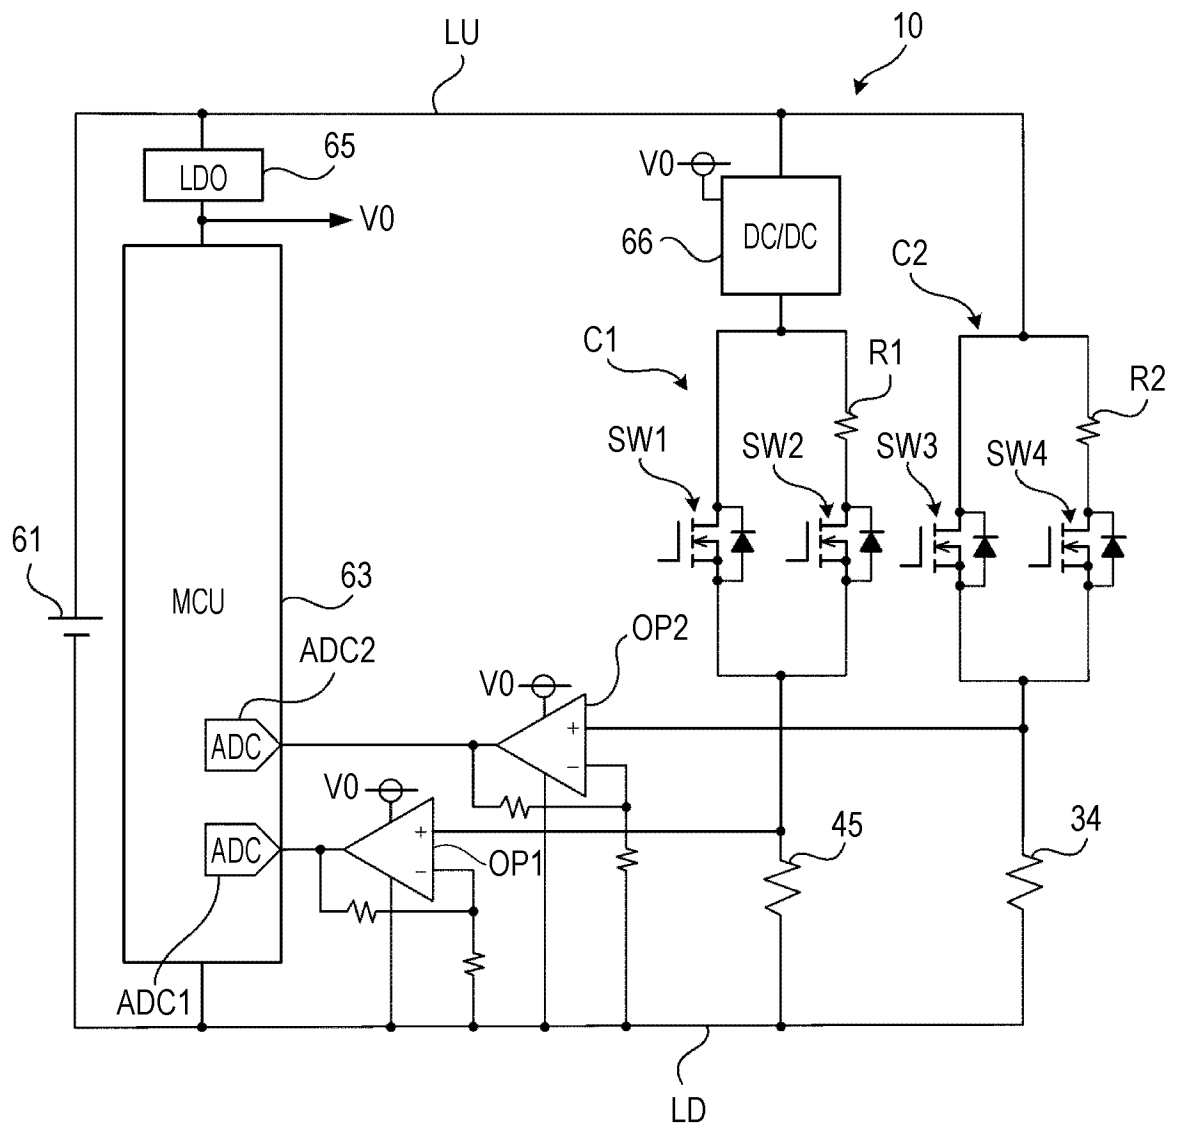 LU
10
LDO
65
V0
V0
DC/DC
66
C2
C1
R1
R2
SW1
SW2
SW3
SW4
61
MCU
63
OP2
ADC2
V0
+
−
ADC
V0
+
−
OP1
ADC
45
34
ADC1
LD